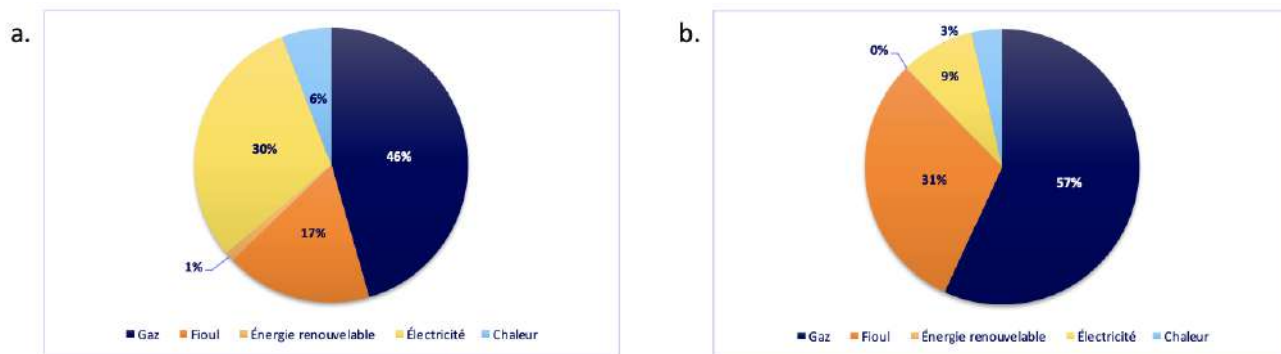 a.
6%
46%
30%
17%
1%
Gaz Fioul Énergie renouvelable Électricité Chaleur
b.
3%
0%
9%
31%
57%
Gaz Fioul Énergie renouvelable Électricité Chaleur